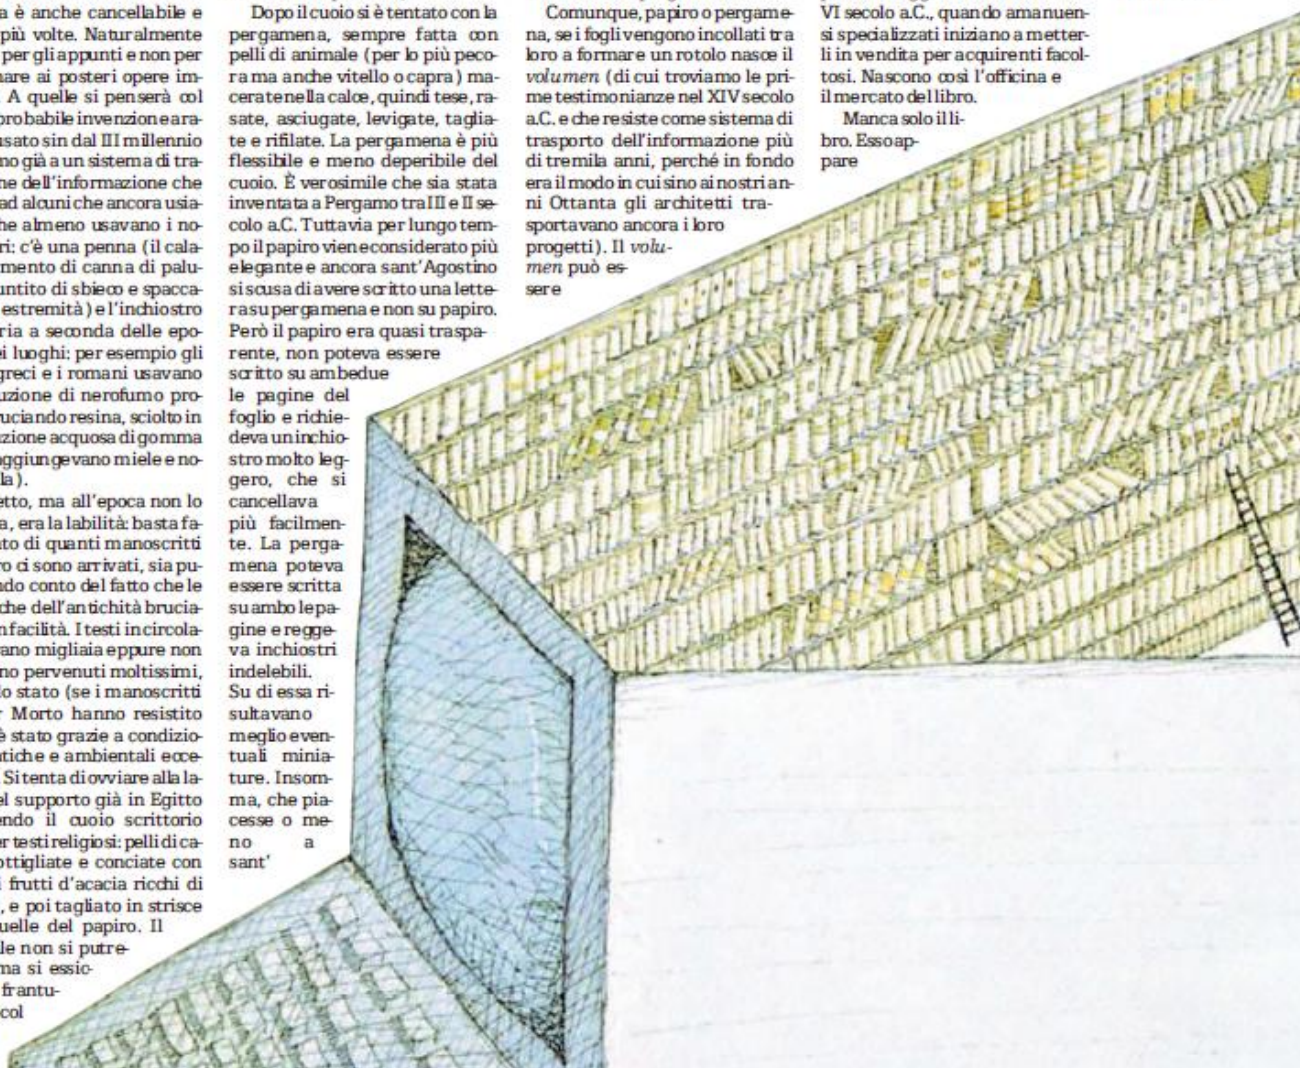 a è anche cancellabile e
più volte. Naturalmente
per gli appunti e non per
nare ai posteri opere im-
A quelle si penserà col
probabile invenzione ara-
usato sin dal III millennio
mo già a un sistema di tra-
ne dell'informazione che
ad alcuni che ancora usia-
he almeno usavano i no-
ri: c'è una penna (il cala-
mento di canna di palu-
untito di sbieco e spacca-
estremità) e l'inchiostro
ria a seconda delle epo-
ei luoghi: per esempio gli
greci e i romani usavano
uzione di nerofumo pro-
ruciando resina, sciolto in
uzione acquosa di gomma
aggiungevano miele e no-
la).
etto, ma all'epoca non lo
a, era la labilità: basta fa-
nto di quanti manoscritti
ro ci sono arrivati, sia pu-
ndo conto del fatto che le
che dell'antichità brucia-
n facilità. I testi in circola-
rano migliaia eppure non
no pervenuti moltissimi,
lo stato (se i manoscritti
r Morto hanno resistito
è stato grazie a condizio-
atiche e ambientali ecce-
Si tenta di ovviare alla la-
el supporto già in Egitto
endo il cuoio scrittorio
er testi religiosi: pelli di ca-
ottigliate e conciate con
i frutti d'acacia ricchi di
, e poi tagliato in strisce
uelle del papiro. Il
le non si putre-
ma si essic-
frantu-
col
Dopo il cuoio si è tentato con la
pergamena, sempre fatta con
pelli di animale (per lo più peco-
ra ma anche vitello o capra) ma-
cerate nella calce, quindi tese, ra-
sate, asciugate, levigate, taglia-
te e rifilate. La pergamena è più
flessibile e meno deperibile del
cuoio. È verosimile che sia stata
inventata a Pergamo tra III e II se-
colo a.C. Tuttavia per lungo tem-
po il papiro viene considerato più
elegante e ancora sant'Agostino
si scusa di avere scritto una lette-
ra su pergamena e non su papiro.
Però il papiro era quasi traspa-
rente, non poteva essere
scritto su ambedue
le pagine del
foglio e richie-
deva un inchio-
stro molto leg-
gero, che si
cancellava
più facilmen-
te. La perga-
mena poteva
essere scritta
su ambo le pa-
gine e regge-
va inchiostri
indelebili.
Su di essa ri-
sultavano
meglio even-
tuali minia-
ture. Insom-
ma, che pia-
cesse o me-
no a
sant'
Comunque, papiro o pergame-
na, se i fogli vengono incollati tra
loro a formare un rotolo nasce il
volumen (di cui troviamo le pri-
me testimonianze nel XIV secolo
a.C. e che resiste come sistema di
trasporto dell'informazione più
di tremila anni, perché in fondo
era il modo in cui sino ai nostri an-
ni Ottanta gli architetti tra-
sportavano ancora i loro
progetti). Il volu-
men può es-
sere
VI secolo a.C., quando amanuen-
si specializzati iniziano a metter-
li in vendita per acquirenti facol-
tosi. Nascono così l'officina e
il mercato del libro.
Manca solo il li-
bro. Esso ap-
pare